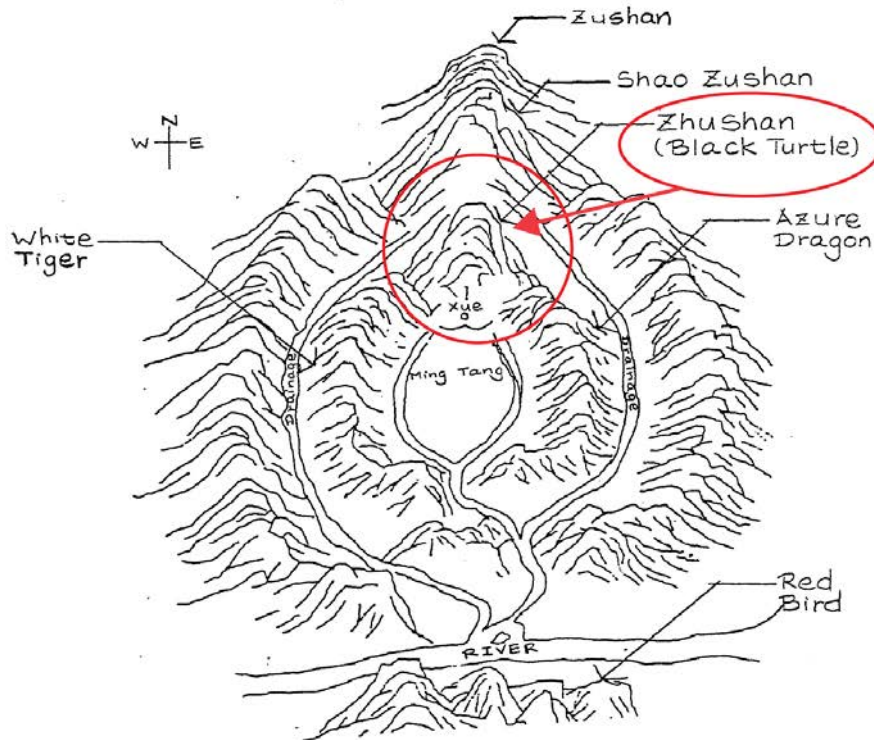 Zushan
Shao Zushan
ZhuShan
(Black Turtle)
N
W E
Azure
Dragon
White
Tiger
Xue
Ming Tang
Drainage
Drainage
Red
Bird
RIVER